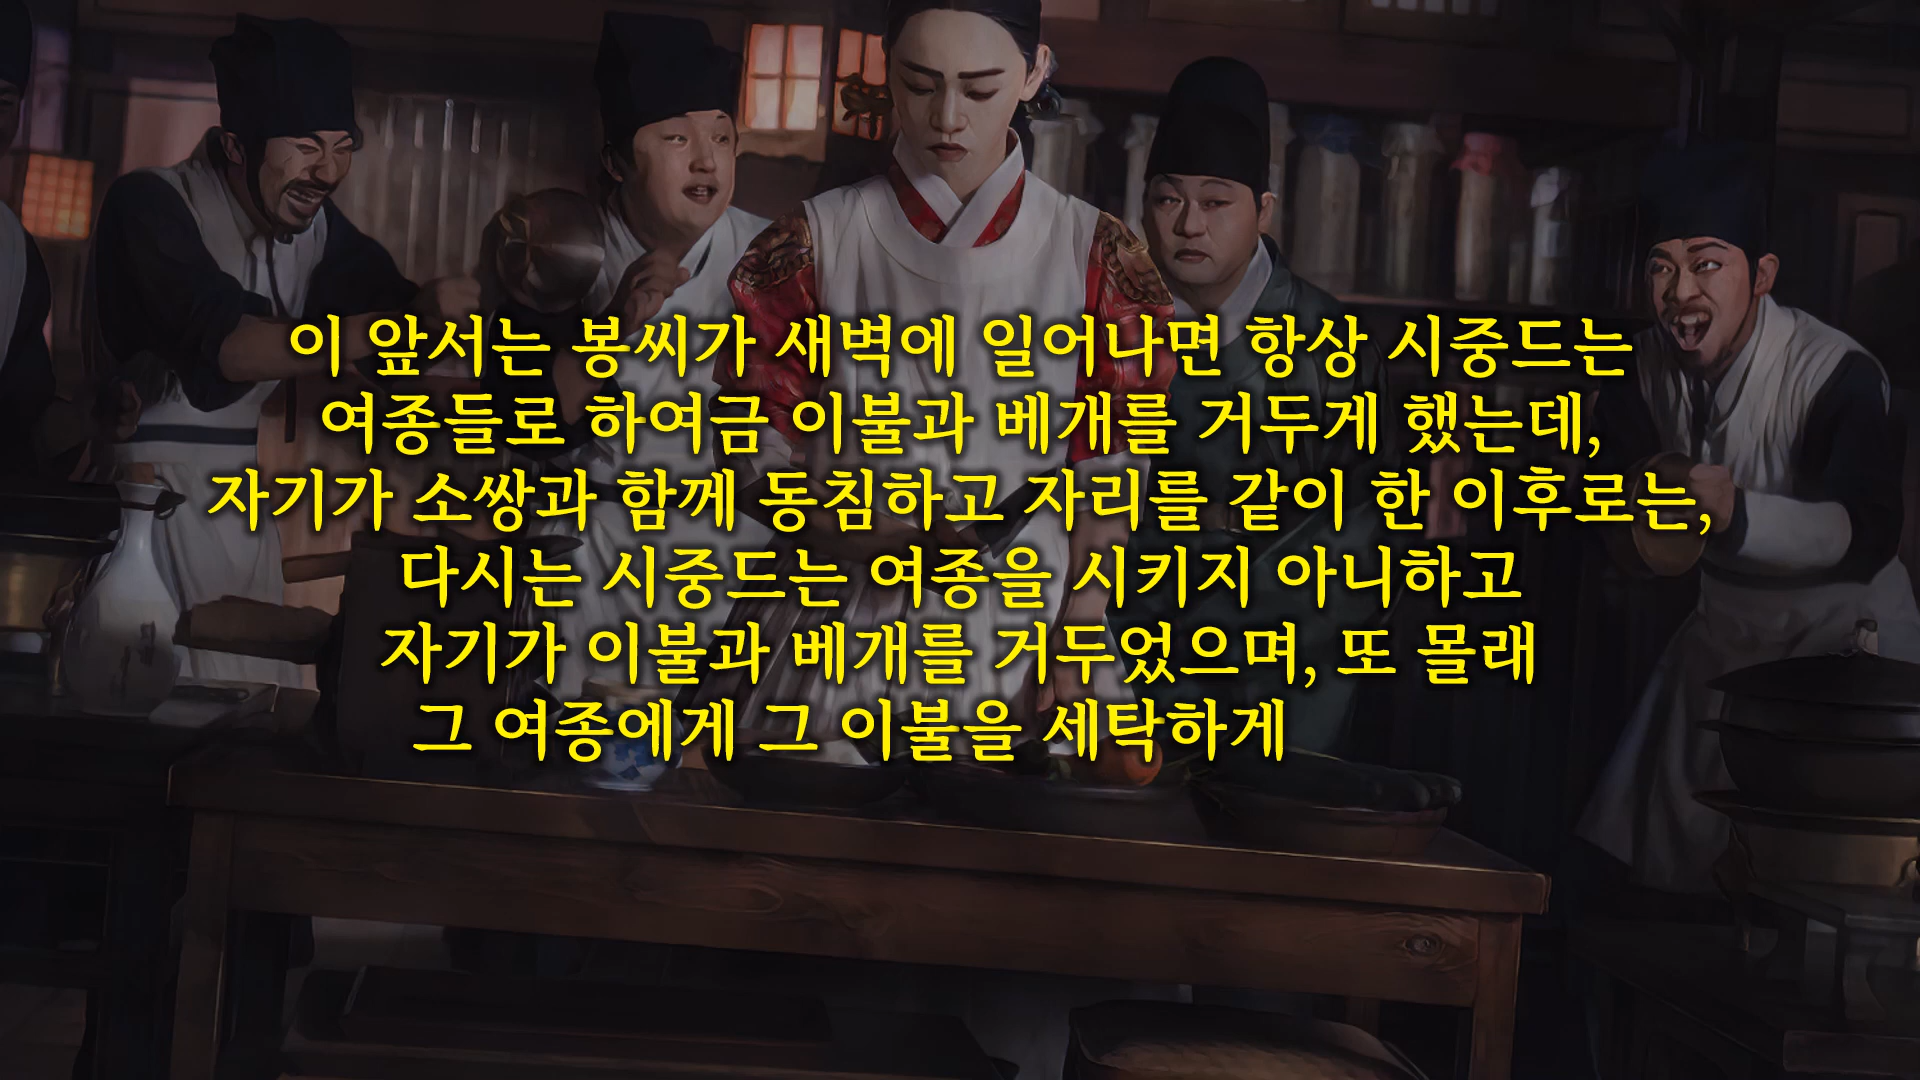 이 앞서는 봉씨가 새벽에 일어나면 항상 시중드는
여종들로 하여금 이불과 베개를 거두게 했는데,
자기가 소쌍과 함께 동침하고 자리를 같이 한 이후로는,
다시는 시중드는 여종을 시키지 아니하고
자기가 이불과 베개를 거두었으며, 또 몰래
그 여종에게 그 이불을 세탁하게